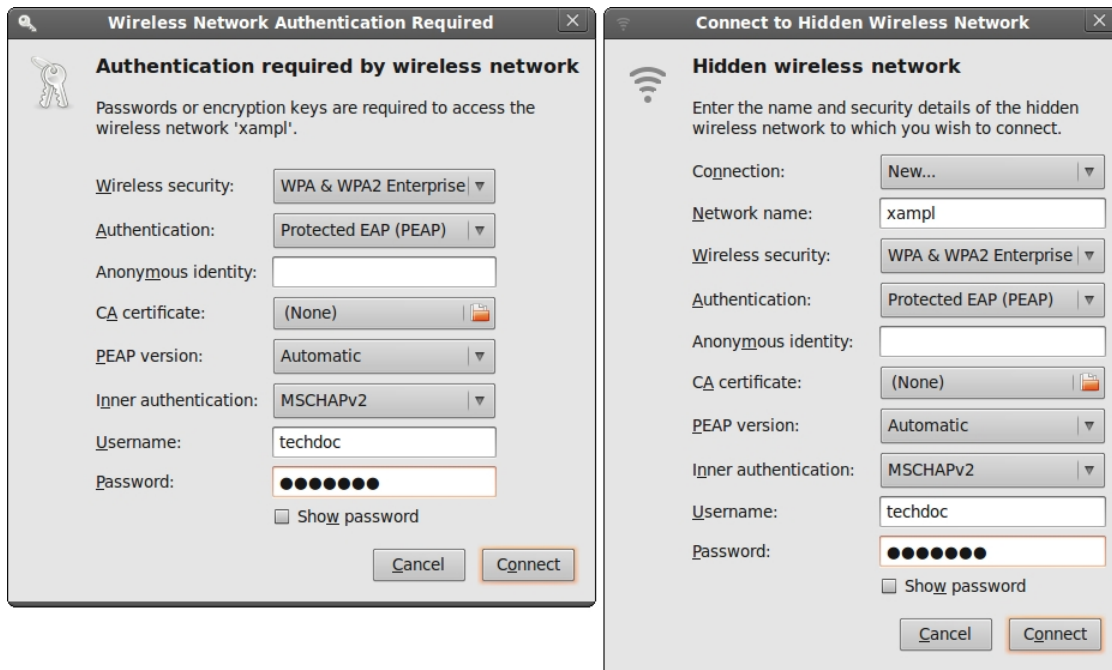 Wireless Network Authentication Required
Authentication required by wireless network
Passwords or encryption keys are required to access the
wireless network 'xampl'.
Wireless security: WPA & WPA2 Enterprise
Authentication: Protected EAP (PEAP)
Anonymous identity:
CA certificate: (None)
PEAP version: Automatic
Inner authentication: MSCHAPv2
Username: techdoc
Password: ●●●●●●●
Show password
Cancel Connect
Connect to Hidden Wireless Network
Hidden wireless network
Enter the name and security details of the hidden
wireless network to which you wish to connect.
Connection: New...
Network name: xampl
Wireless security: WPA & WPA2 Enterprise
Authentication: Protected EAP (PEAP)
Anonymous identity:
CA certificate: (None)
PEAP version: Automatic
Inner authentication: MSCHAPv2
Username: techdoc
Password: ●●●●●●●
Show password
Cancel Connect